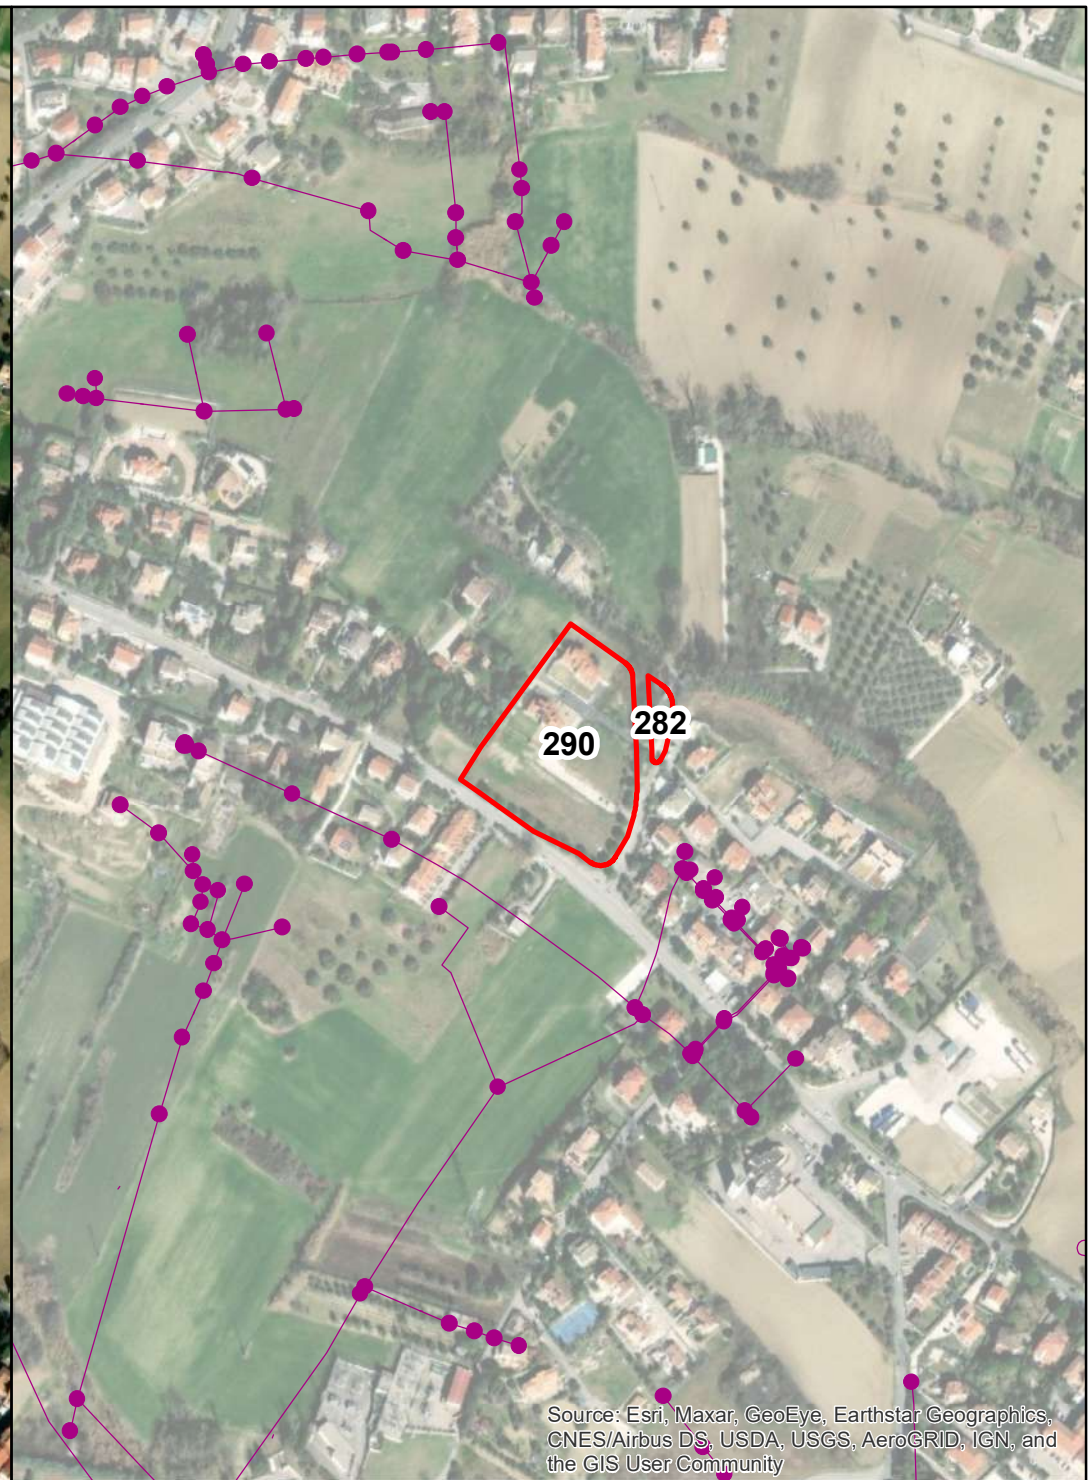 282
290
Source: Esri, Maxar, GeoEye, Earthstar Geographics,
CNES/Airbus DS, USDA, USGS, AeroGRID, IGN, and
the GIS User Community